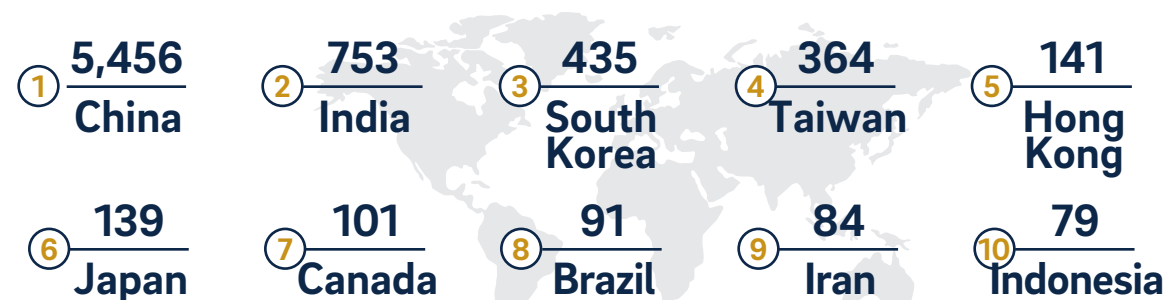 1 5,456 China
2 753 India
3 435 South
Korea
4 364 Taiwan
5 141 Hong
Kong
6 139 Japan
7 101 Canada
8 91 Brazil
9 84 Iran
10 79 Indonesia